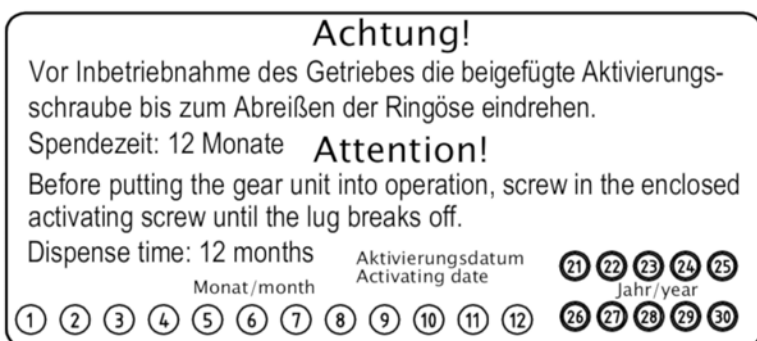 Achtung!
Vor Inbetriebnahme des Getriebes die beigefügte Aktivierungs-
schraube bis zum Abreißen der Ringöse eindrehen.
Spendezeit: 12 Monate Attention!
Before putting the gear unit into operation, screw in the enclosed
activating screw until the lug breaks off.
Dispense time: 12 months
Aktivierungsdatum
Activating date
21 22 23 24 25
Monat/month
Jahr/year
1 2 3 4 5 6 7 8 9 10 11 12
26 27 28 29 30